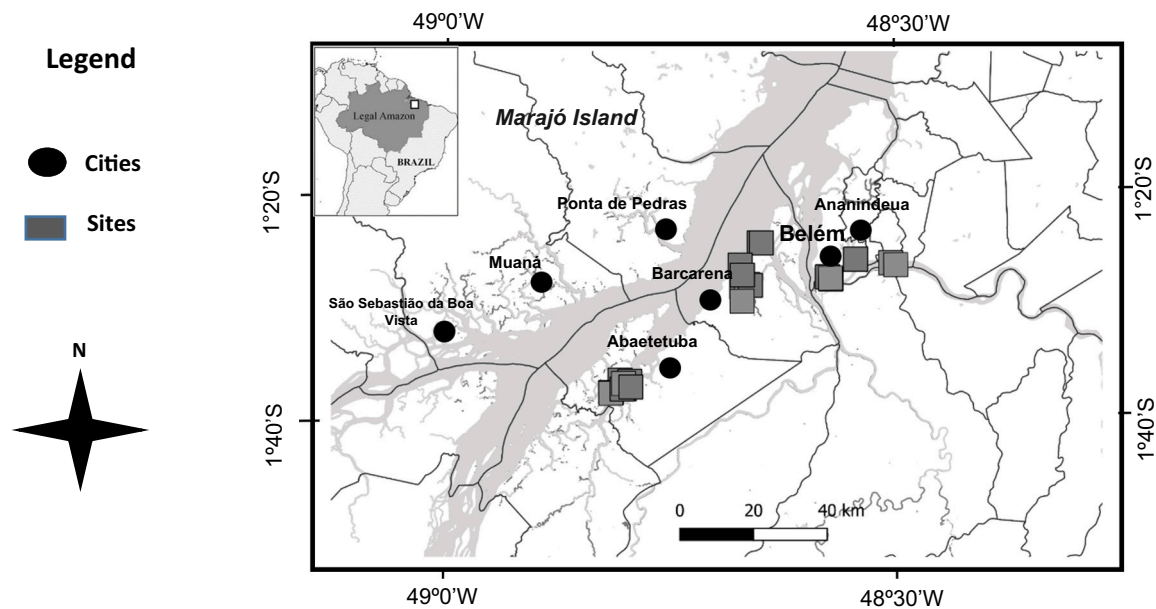 49º0'W
48º30'W
Legend
Cities
Sites
N
Legal Amazon
BRAZIL
Marajó Island
1º20'S
1º20'S
Ponta de Pedras
Ananindeua
Belém
Muaná
Barcarena
São Sebastião da Boa
Vista
Abaetetuba
1º40'S
1º40'S
0 20 40 km
49º0'W
48º30'W